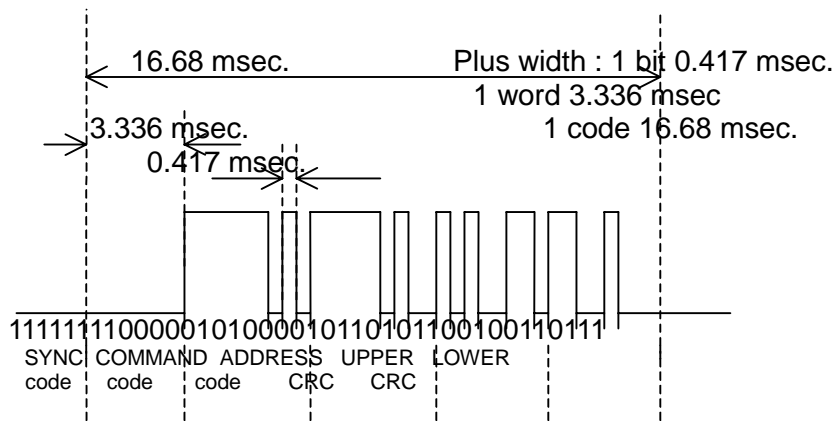 16.68 msec.
Plus width : 1 bit 0.417 msec.
1 word 3.336 msec
1 code 16.68 msec.
3.336 msec.
0.417 msec.
1111111100000101000010110101100100110111
SYNC COMMAND ADDRESS UPPER LOWER
code code code CRC CRC